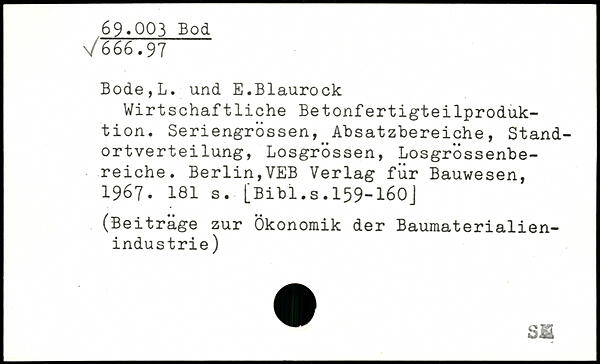 69.003 Bod
√666.97
Bode,L. und E.Blaurock
Wirtschaftliche Betonfertigteilproduk-
tion. Seriengrössen, Absatzbereiche, Stand-
ortverteilung, Losgrössen, Losgrössenbe-
reiche. Berlin,VEB Verlag für Bauwesen,
1967. 181 s. [Bibl.s.159-160]
(Beiträge zur Ökonomik der Baumaterialien-
industrie)